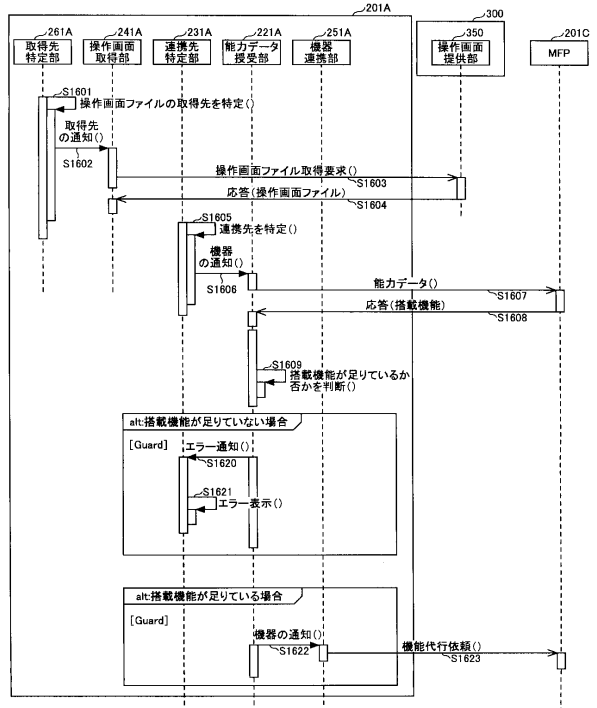 201A
300
261A
241A
231A
221A
251A
350
201C
取得先
特定部
操作画面
取得部
連携先
特定部
能力データ
授受部
機器
連携部
操作画面
提供部
MFP
S1601
操作画面ファイルの取得先を特定()
取得先
の通知()
S1602
操作画面ファイル取得要求()
S1603
応答(操作画面ファイル)
S1604
S1605
連携先を特定()
機器
の通知()
S1606
能力データ()
S1607
応答(搭載機能)
S1608
S1609
搭載機能が足りているか
否かを判断()
alt:搭載機能が足りていない場合
[Guard]
エラー通知()
S1620
S1621
エラー表示()
alt:搭載機能が足りている場合
[Guard]
機器の通知()
S1622
機能代行依頼()
S1623